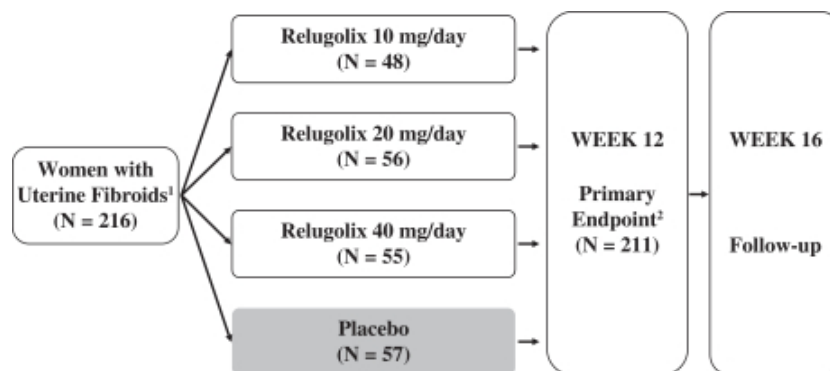 Relugolix 10 mg/day
(N = 48)
Relugolix 20 mg/day
(N = 56)
Women with
Uterine Fibroids¹
(N = 216)
Relugolix 40 mg/day
(N = 55)
Placebo
(N = 57)
WEEK 12
Primary
Endpoint²
(N = 211)
WEEK 16
Follow-up